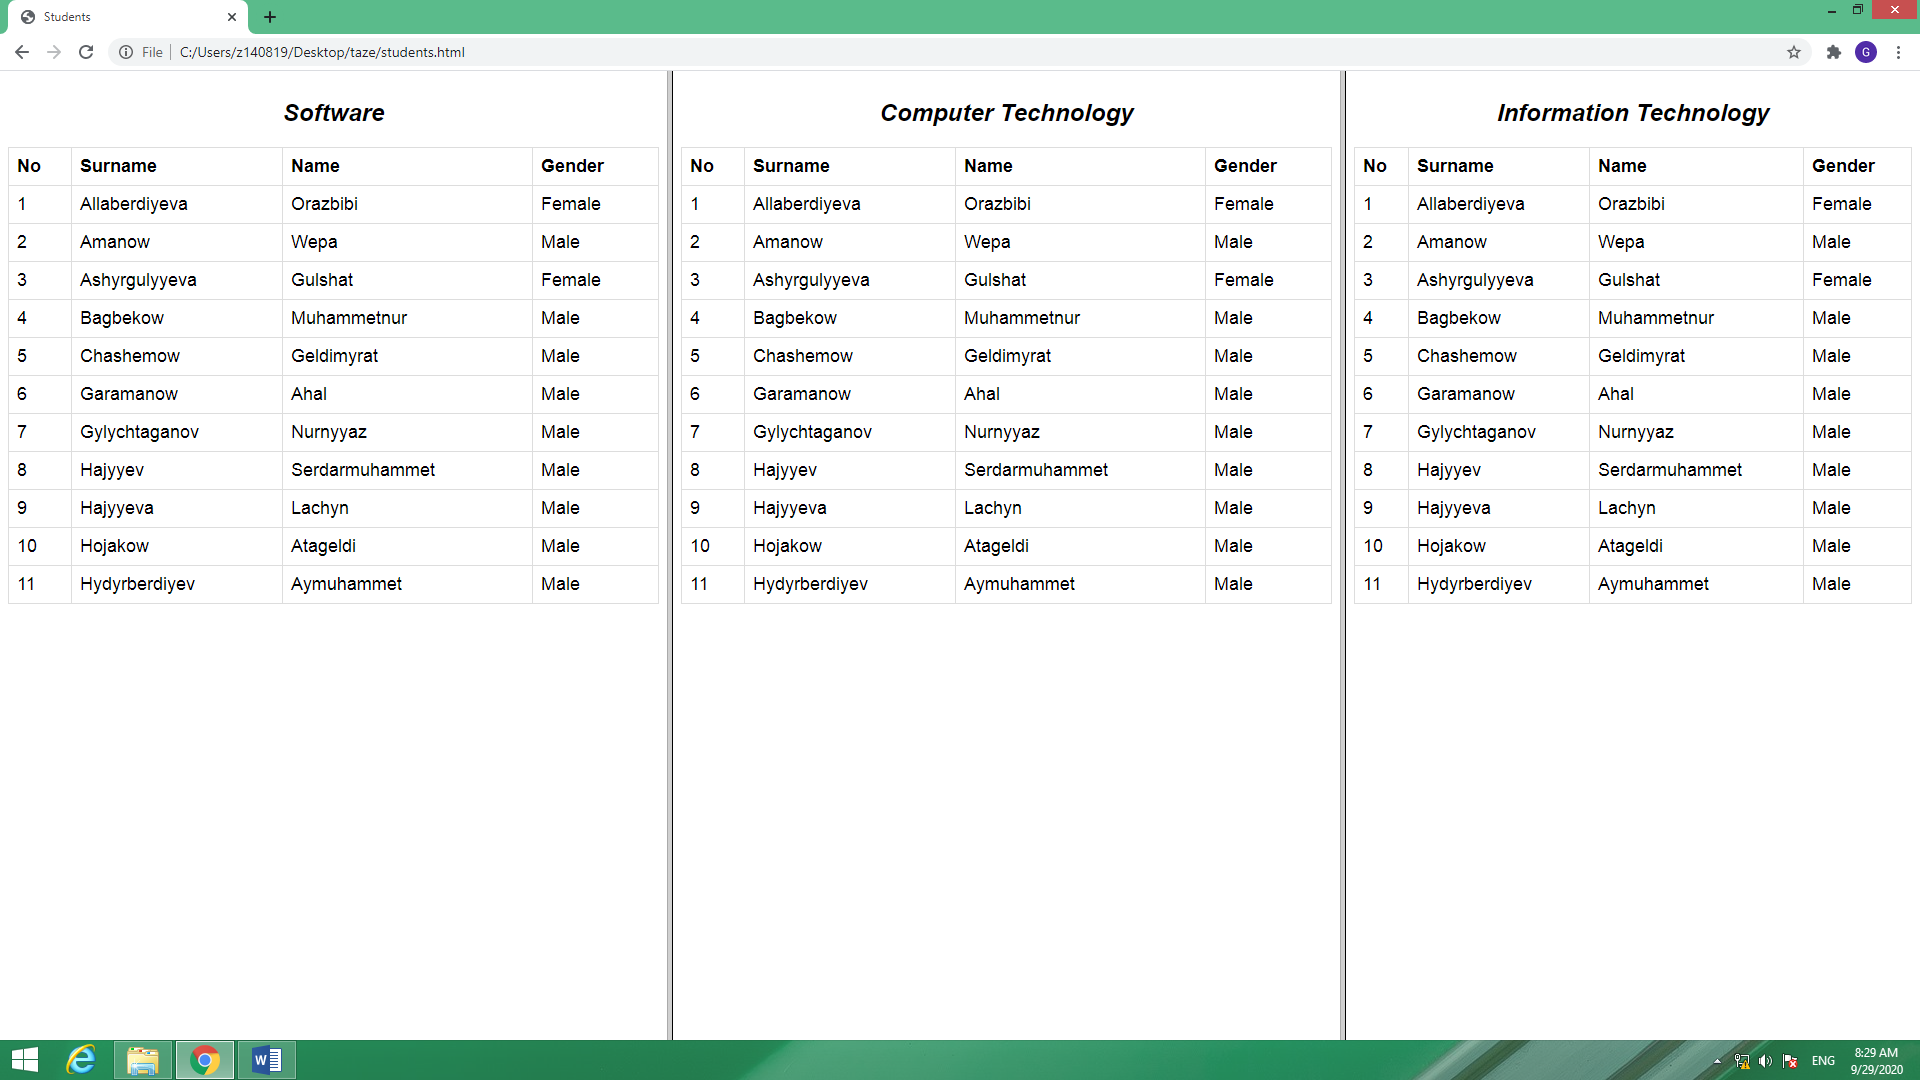 Students
File C:/Users/z140819/Desktop/taze/students.html
G
Software
No Surname Name Gender
1 Allaberdiyeva Orazbibi Female
2 Amanow Wepa Male
3 Ashyrgulyyeva Gulshat Female
4 Bagbekow Muhammetnur Male
5 Chashemow Geldimyrat Male
6 Garamanow Ahal Male
7 Gylychtaganov Nurnyyaz Male
8 Hajyyev Serdarmuhammet Male
9 Hajyyeva Lachyn Male
10 Hojakow Atageldi Male
11 Hydyrberdiyev Aymuhammet Male
Computer Technology
No Surname Name Gender
1 Allaberdiyeva Orazbibi Female
2 Amanow Wepa Male
3 Ashyrgulyyeva Gulshat Female
4 Bagbekow Muhammetnur Male
5 Chashemow Geldimyrat Male
6 Garamanow Ahal Male
7 Gylychtaganov Nurnyyaz Male
8 Hajyyev Serdarmuhammet Male
9 Hajyyeva Lachyn Male
10 Hojakow Atageldi Male
11 Hydyrberdiyev Aymuhammet Male
Information Technology
No Surname Name Gender
1 Allaberdiyeva Orazbibi Female
2 Amanow Wepa Male
3 Ashyrgulyyeva Gulshat Female
4 Bagbekow Muhammetnur Male
5 Chashemow Geldimyrat Male
6 Garamanow Ahal Male
7 Gylychtaganov Nurnyyaz Male
8 Hajyyev Serdarmuhammet Male
9 Hajyyeva Lachyn Male
10 Hojakow Atageldi Male
11 Hydyrberdiyev Aymuhammet Male
W
ENG
8:29 AM
9/29/2020